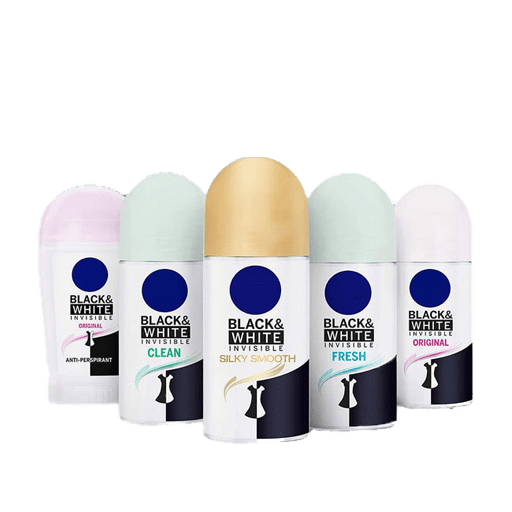 BLACK&
WHITE
INVISIBLE
ORIGINAL
ANTI-PERSPIRANT
BLACK&
WHITE
INVISIBLE
CLEAN
BLACK&
WHITE
INVISIBLE
SILKY SMOOTH
BLACK&
WHITE
INVISIBLE
FRESH
BLACK&
WHITE
INVISIBLE
ORIGINAL